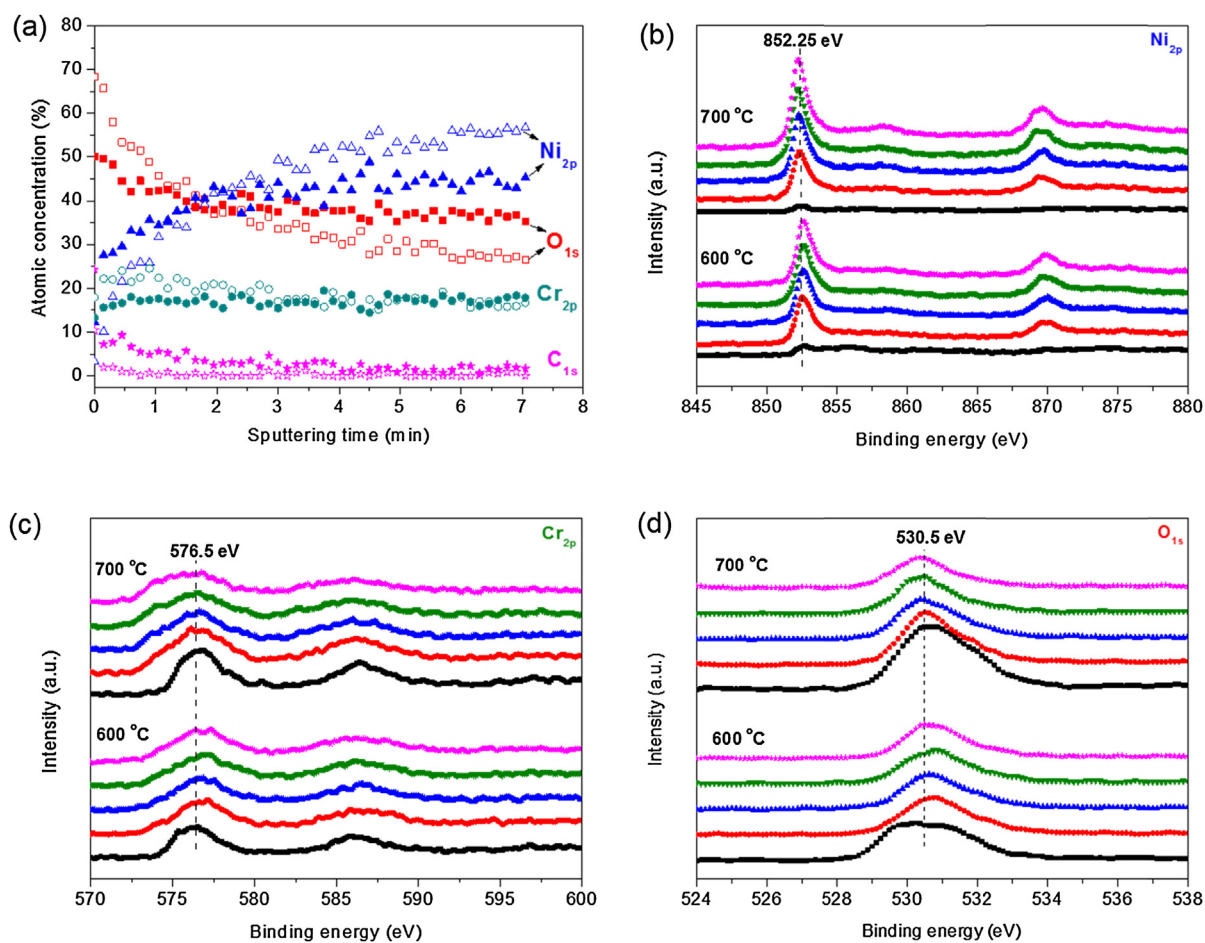 (a)
80
70
60
50
40
30
20
10
0
Atomic concentration (%)
Ni2p
O1s
Cr2p
C1s
0 1 2 3 4 5 6 7 8
Sputtering time (min)
(b)
852.25 eV
Ni2p
700 °C
600 °C
Intensity (a.u.)
845 850 855 860 865 870 875 880
Binding energy (eV)
(c)
576.5 eV
Cr2p
700 °C
600 °C
Intensity (a.u.)
570 575 580 585 590 595 600
Binding energy (eV)
(d)
530.5 eV
O1s
700 °C
600 °C
Intensity (a.u.)
524 526 528 530 532 534 536 538
Binding energy (eV)